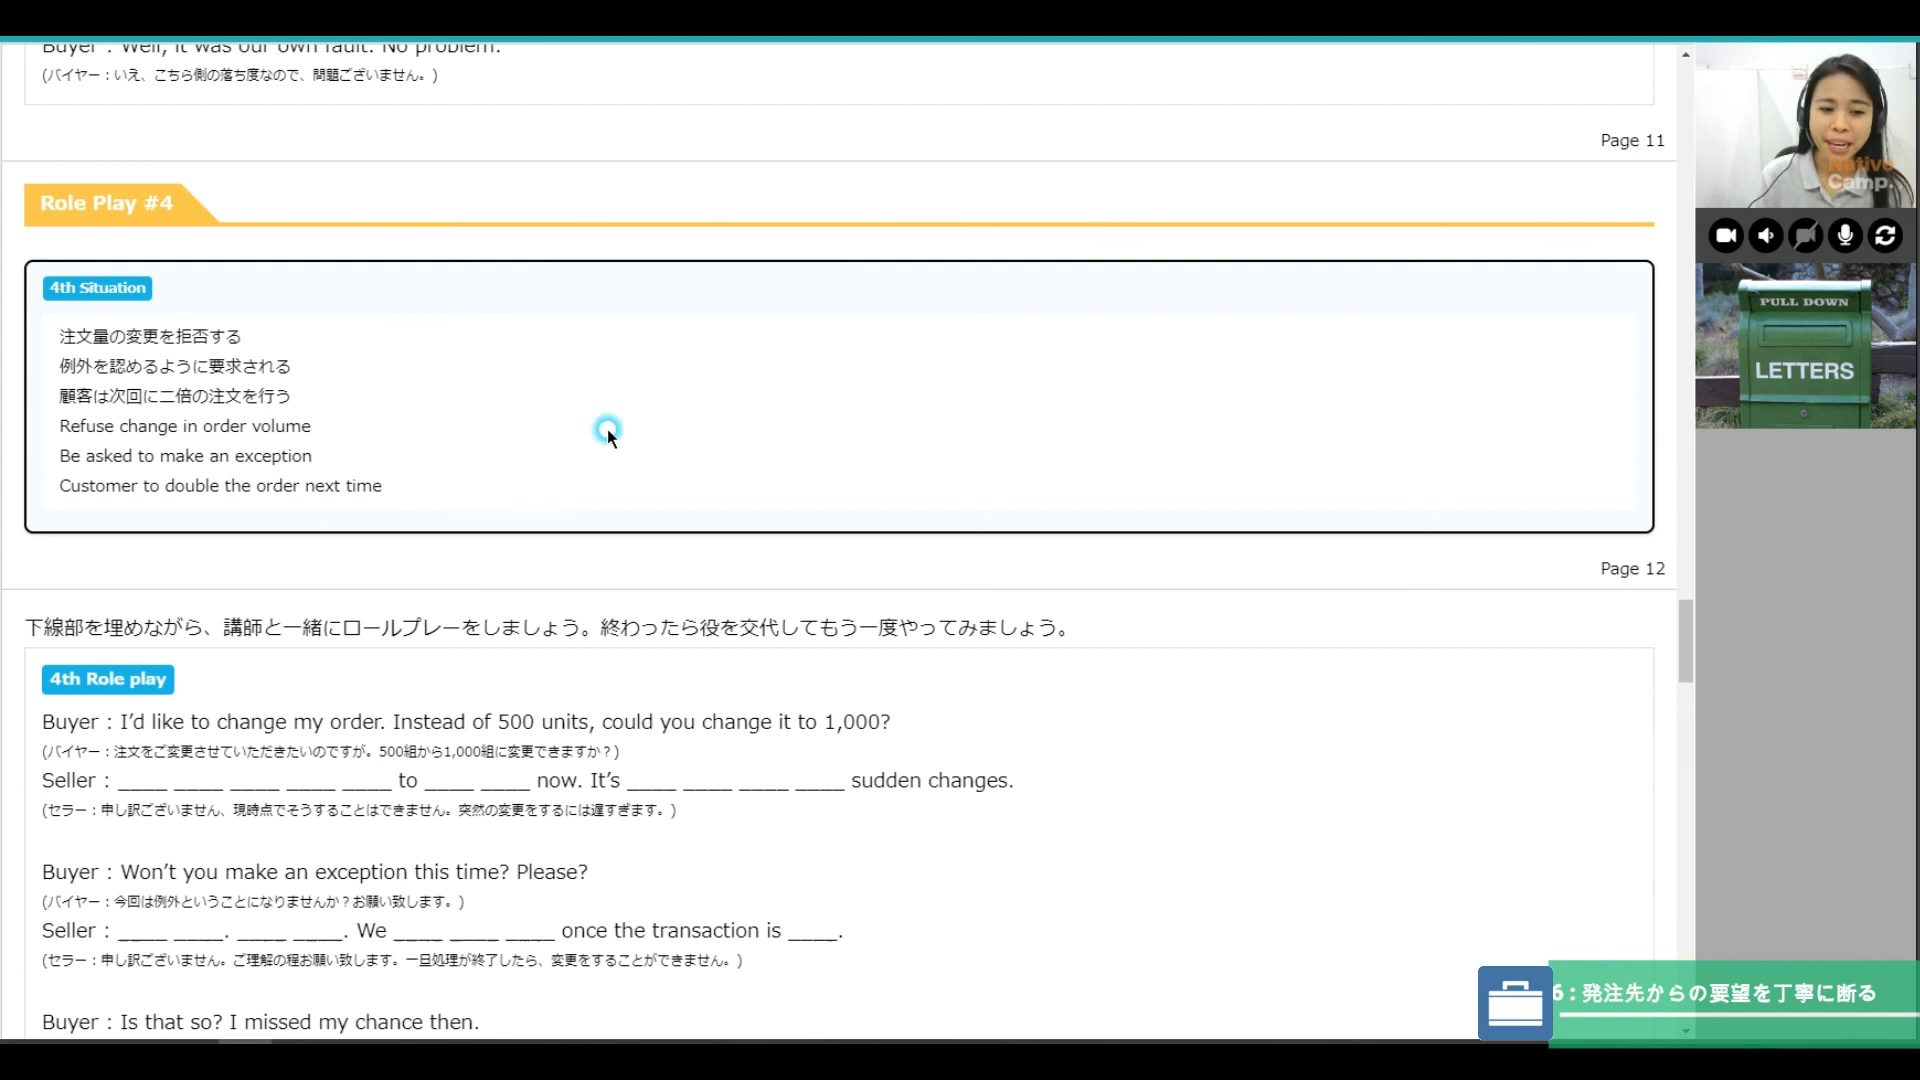 Buyer : Well, it was our own fault. No problem.
(バイヤー：いえ、こちら側の落ち度なので、問題ございません。)
Page 11
Role Play #4
4th Situation
注文量の変更を拒否する
例外を認めるように要求される
顧客は次回に二倍の注文を行う
Refuse change in order volume
Be asked to make an exception
Customer to double the order next time
Page 12
下線部を埋めながら、講師と一緒にロールプレーをしましょう。終わったら役を交代してもう一度やってみましょう。
4th Role play
Buyer : I’d like to change my order. Instead of 500 units, could you change it to 1,000?
(バイヤー：注文をご変更させていただきたいのですが。500組から1,000組に変更できますか？)
Seller : ____ ____ ____ ____ ____ to ____ ____ now. It’s ____ ____ ____ ____ sudden changes.
(セラー：申し訳ございません、現時点でそうすることはできません。突然の変更をするには遅すぎます。)
Buyer : Won’t you make an exception this time? Please?
(バイヤー：今回は例外ということになりませんか？お願い致します。)
Seller : ____ ____. ____ ____. We ____ ____ ____ once the transaction is ____.
(セラー：申し訳ございません。ご理解の程お願い致します。一旦処理が終了したら、変更をすることができません。)
Buyer : Is that so? I missed my chance then.
Native
Camp.
PULL DOWN
LETTERS
6：発注先からの要望を丁寧に断る